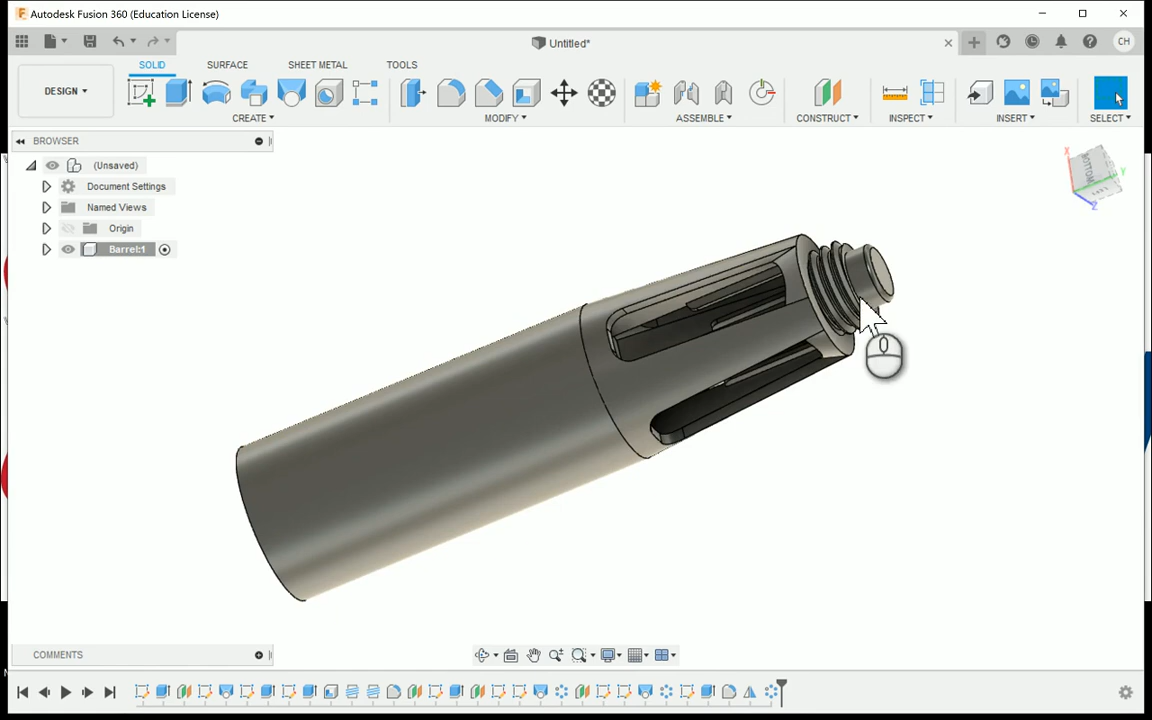 Autodesk Fusion 360 (Education License)
Untitled*
CH
SOLID SURFACE SHEET METAL TOOLS
DESIGN
CREATE MODIFY ASSEMBLE CONSTRUCT INSPECT INSERT SELECT
BROWSER
(Unsaved)
Document Settings
Named Views
Origin
Barrel:1
X
Y
Z
BOTTOM
COMMENTS